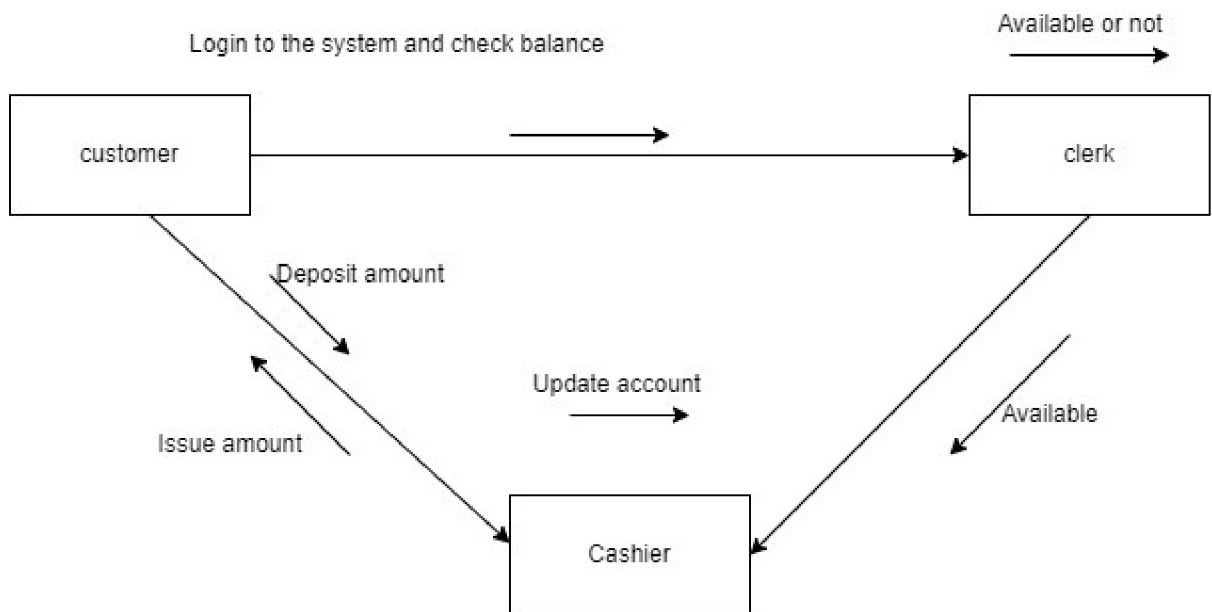 Available or not
Login to the system and check balance
customer
clerk
Deposit amount
Update account
Available
Issue amount
Cashier